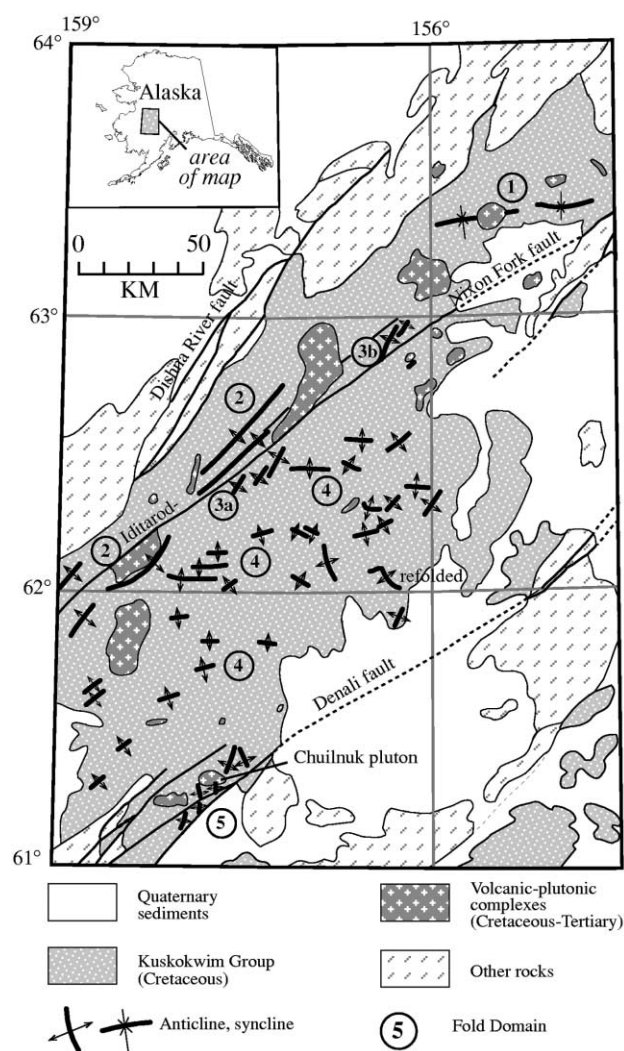 159°
156°
64°
Alaska
area
of map
0
50
KM
1
Nixon Fork fault
63°
Dishna River fault
3b
2
3a
4
Iditarod-
2
4
refolded
62°
4
Denali fault
Chuilnuk pluton
5
61°
Quaternary
sediments
Volcanic-plutonic
complexes
(Cretaceous-Tertiary)
Kuskokwim Group
(Cretaceous)
Other rocks
Anticline, syncline
5
Fold Domain